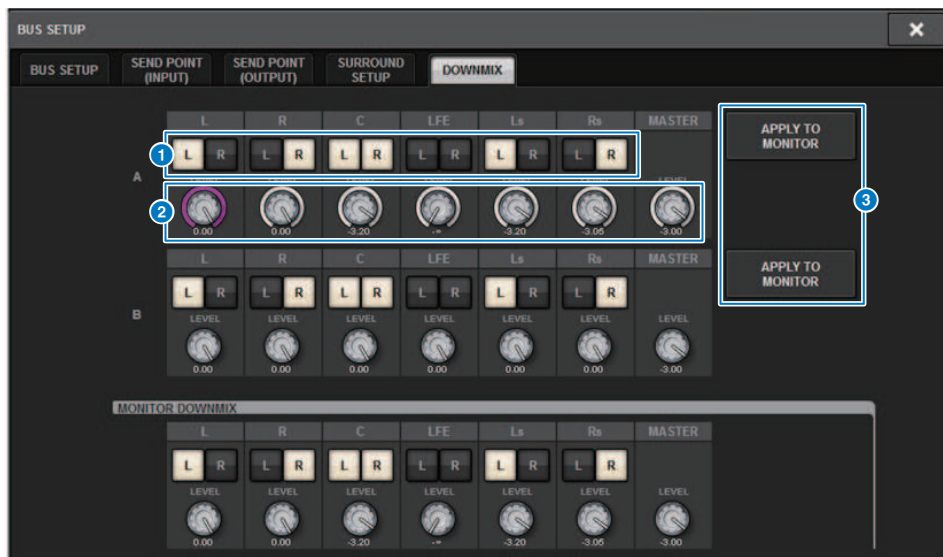 BUS SETUP
BUS SETUP
SEND POINT (INPUT)
SEND POINT (OUTPUT)
SURROUND SETUP
DOWNMIX
L R C LFE Ls Rs MASTER
APPLY TO MONITOR
1 L R L R L R L R L R L R
A
LEVEL
3
2
0.00 0.00 -3.20 -∞ -3.20 -3.05 -3.00
L R C LFE Ls Rs MASTER
APPLY TO MONITOR
L R L R L R L R L R L R
B
LEVEL LEVEL LEVEL LEVEL LEVEL LEVEL LEVEL
0.00 0.00 0.00 0.00 0.00 0.00 -3.00
MONITOR DOWNMIX
L R C LFE Ls Rs MASTER
L R L R L R L R L R L R
LEVEL LEVEL LEVEL LEVEL LEVEL LEVEL LEVEL
0.00 0.00 -3.20 -∞ -3.20 -3.05 -3.00